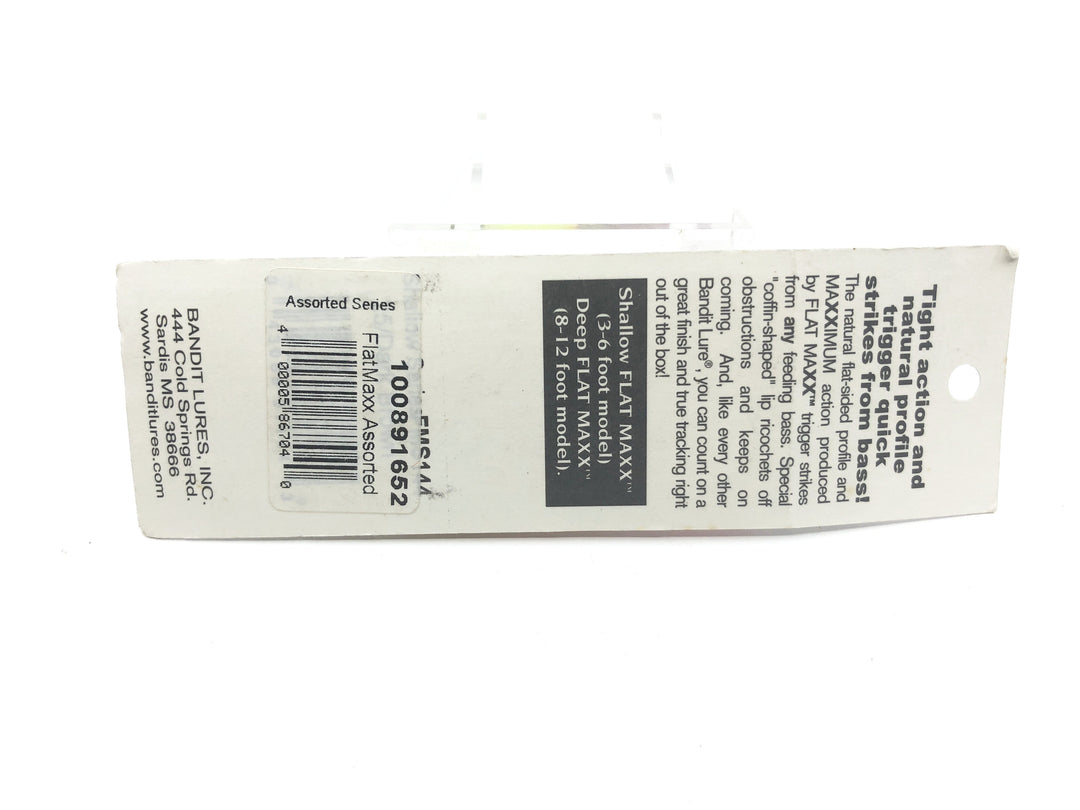 Tight action and
natural profile
trigger quick
strikes from bass!
The natural flat-sided profile and
MAXXIMUM action produced
by FLAT MAXX™ trigger strikes
from any feeding bass. Special
"coffin-shaped" lip ricochets off
obstructions and keeps on
coming. And, like every other
Bandit Lure®, you can count on a
great finish and true tracking right
out of the box!
Shallow FLAT MAXX™
(3-6 foot model)
Deep FLAT MAXX™
(8-12 foot model).
Assorted Series
100891652
FlatMaxx Assorted
4 00005 86704 0
BANDIT LURES, INC.
444 Cold Springs Rd.
Sardis MS 38666
www.banditlures.com